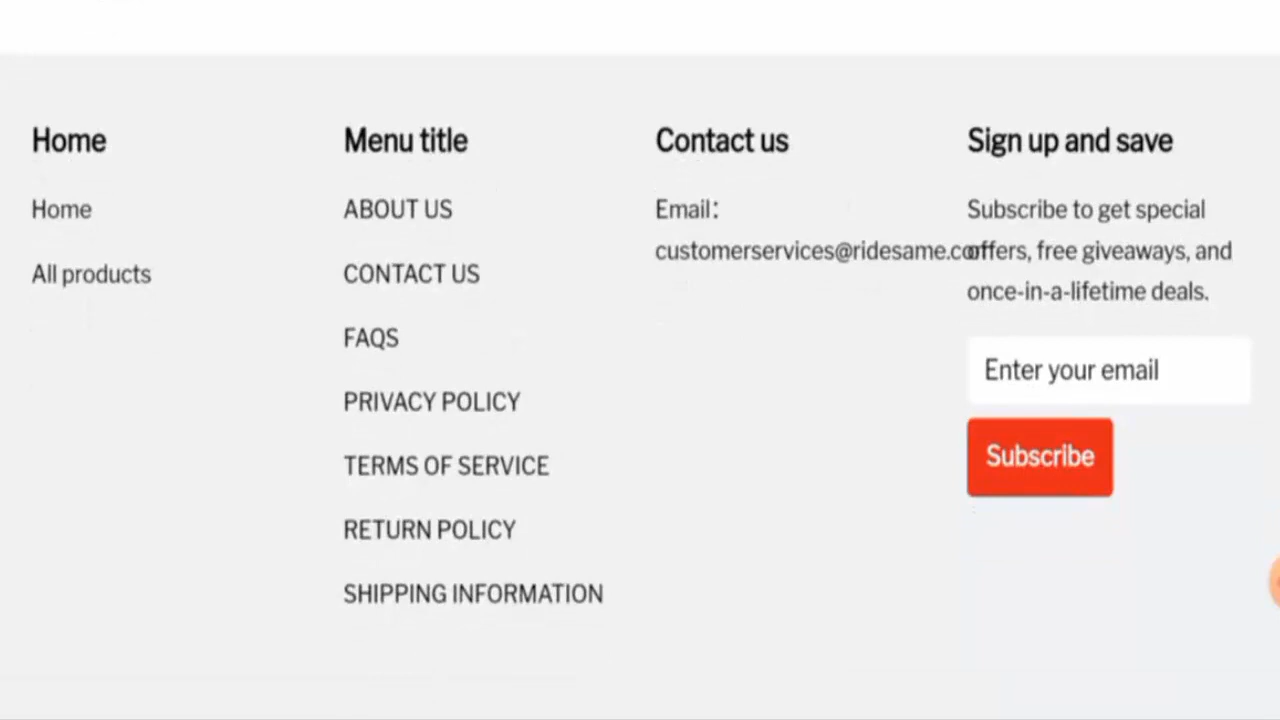 Home
Home
All products
Menu title
ABOUT US
CONTACT US
FAQS
PRIVACY POLICY
TERMS OF SERVICE
RETURN POLICY
SHIPPING INFORMATION
Contact us
Email:
customerservices@ridesame.com
Sign up and save
Subscribe to get special
offers, free giveaways, and
once-in-a-lifetime deals.
Enter your email
Subscribe